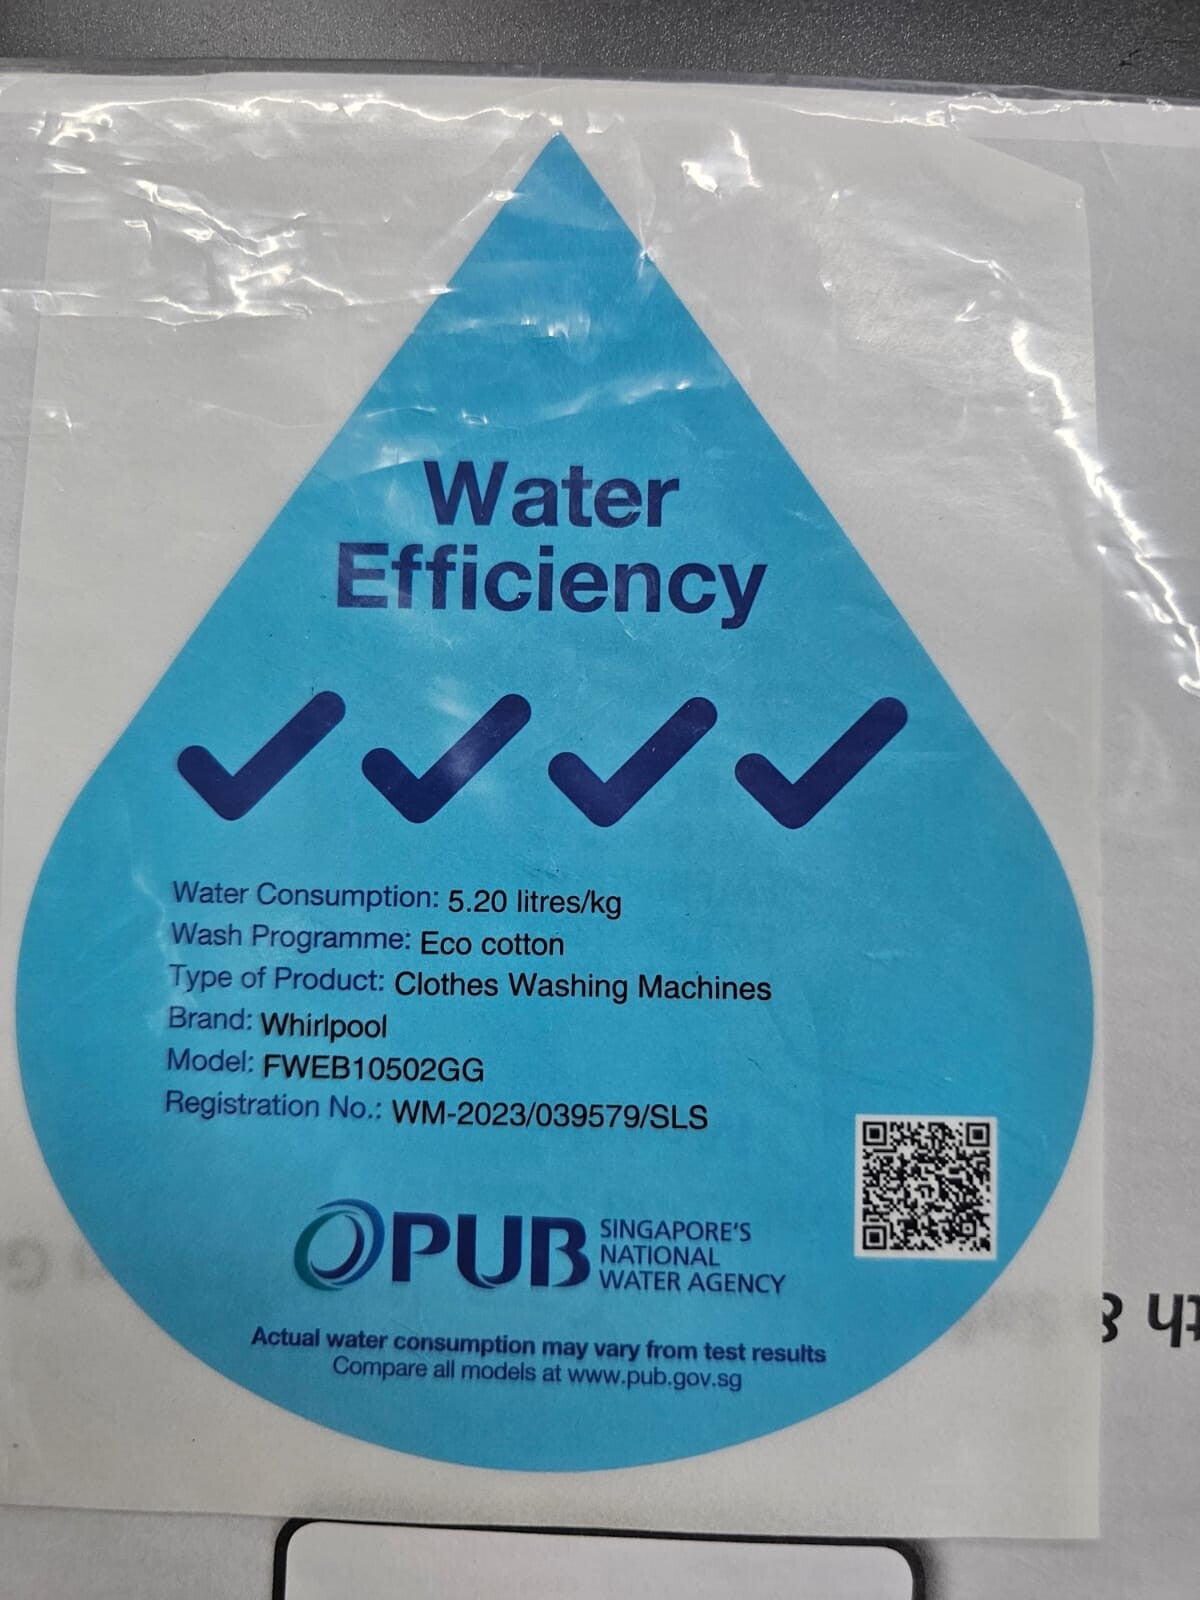 Water
Efficiency
Water Consumption: 5.20 litres/kg
Wash Programme: Eco cotton
Type of Product: Clothes Washing Machines
Brand: Whirlpool
Model: FWEB10502GG
Registration No.: WM-2023/039579/SLS
PUB SINGAPORE'S
NATIONAL
WATER AGENCY
Actual water consumption may vary from test results
Compare all models at www.pub.gov.sg